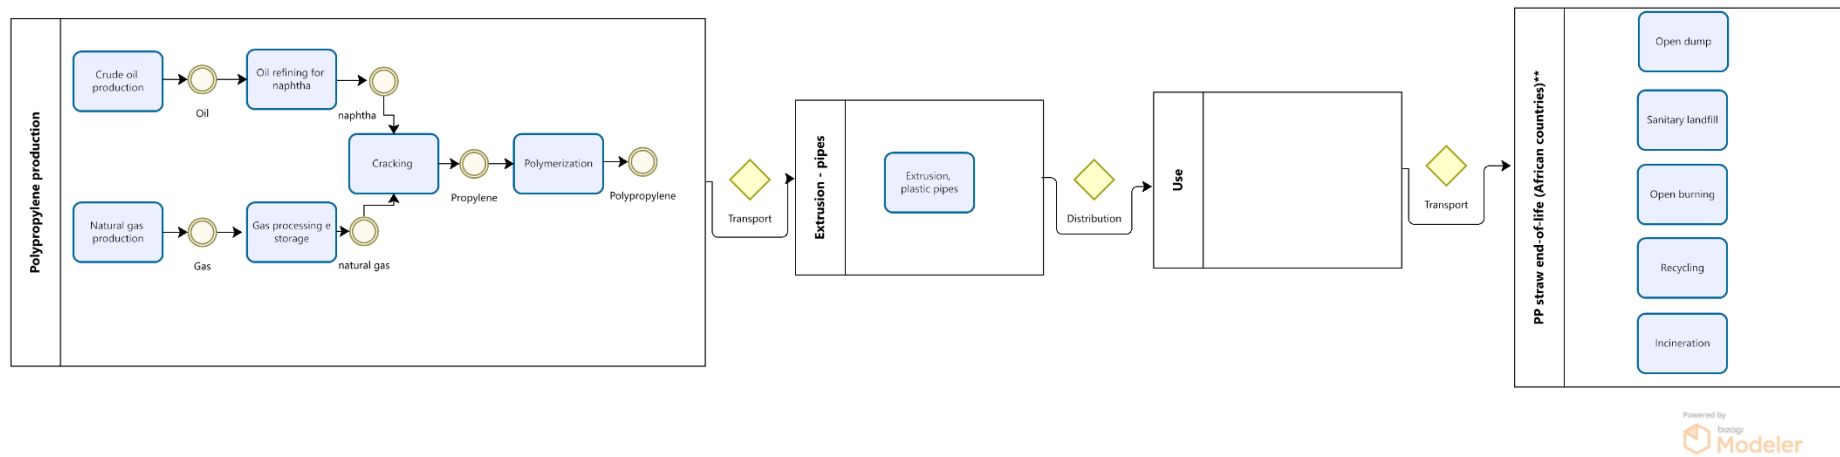 Polypropylene production
Crude oil
production
Oil
Oil refining for
naphtha
naphtha
Cracking
Propylene
Polymerization
Polypropylene
Natural gas
production
Gas
Gas processing e
storage
natural gas
Transport
Extrusion - pipes
Extrusion,
plastic pipes
Distribution
Use
Transport
PP straw end-of-life (African countries)**
Open dump
Sanitary landfill
Open burning
Recycling
Incineration
Powered by
bizagi
Modeler